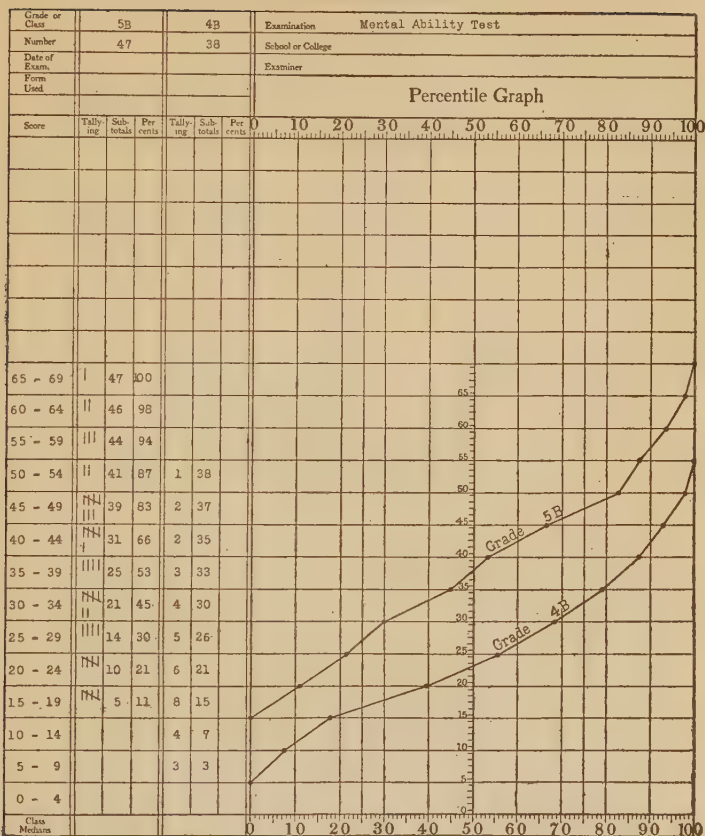 Grade or Class 5B 4B Examination Mental Ability Test
Number 47 38 School or College
Date of Exam. Examiner
Form Used
Percentile Graph
Score Tally-ing Sub-totals Per cents Tally-ing Sub-totals Per cents 0 10 20 30 40 50 60 70 80 90 100
65 - 69 | 47 100
65
60 - 64 || 46 98
60
55 - 59 ||| 44 94
55
50 - 54 || 41 87 1 38
50
45 - 49 39 83 2 37
45
40 - 44 31 66 2 35
40
35 - 39 |||| 25 53 3 33
35
30 - 34 21 45 4 30
30
25 - 29 |||| 14 30 5 26
25
20 - 24 10 21 6 21
20
15 - 19 5 11 8 15
15
10 - 14 4 7
10
5 - 9 3 3
5
0 - 4
0
Grade 5B
Grade 4B
Class Medians 0 10 20 30 40 50 60 70 80 90 100